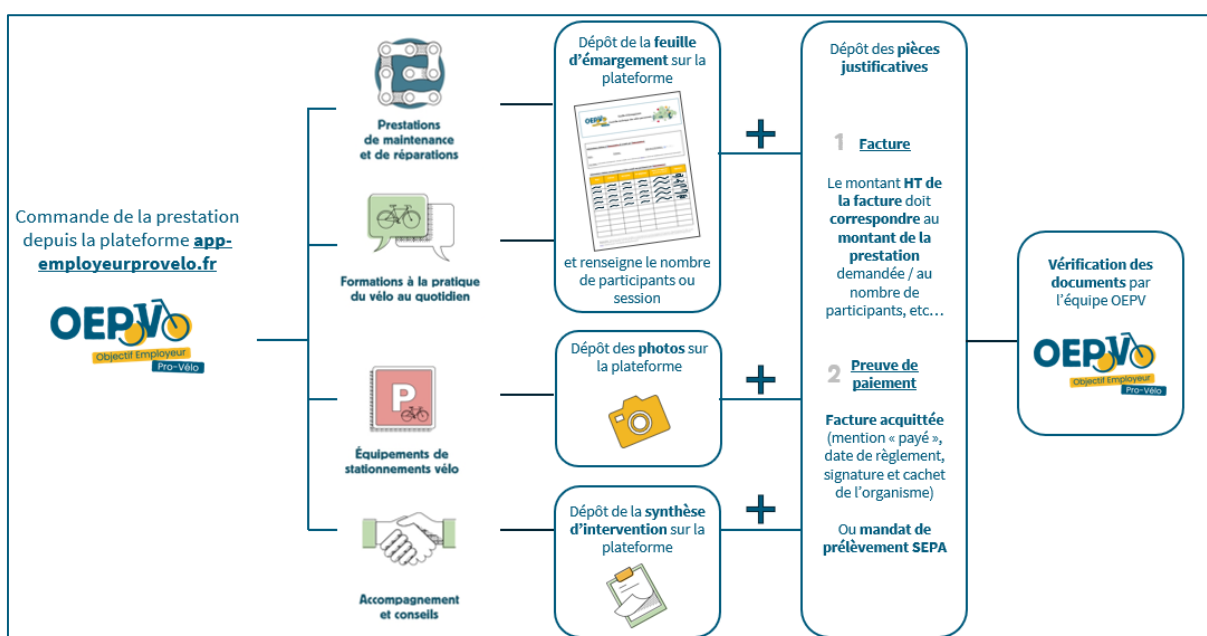 Commande de la prestation
depuis la plateforme app-
employeurprovelo.fr
OEPV
Objectif Employeur
Pro-Vélo
Prestations
de maintenance
et de réparations
Formations à la pratique
du vélo au quotidien
P
Équipements de
stationnements vélo
Accompagnement
et conseils
Dépôt de la feuille
d’émargement sur la
plateforme
OEPV
et renseigne le nombre
de participants ou
session
Dépôt des photos sur
la plateforme
Dépôt de la synthèse
d’intervention sur la
plateforme
+
+
+
Dépôt des pièces
justificatives
1 Facture
Le montant HT de
la facture doit
correspondre au
montant de la
prestation
demandée / au
nombre de
participants, etc…
2 Preuve de
paiement
Facture acquittée
(mention « payé »,
date de règlement,
signature et cachet
de l’organisme)
Ou mandat de
prélèvement SEPA
Vérification des
documents par
l’équipe OEPV
OEPV
Objectif Employeur
Pro-Vélo